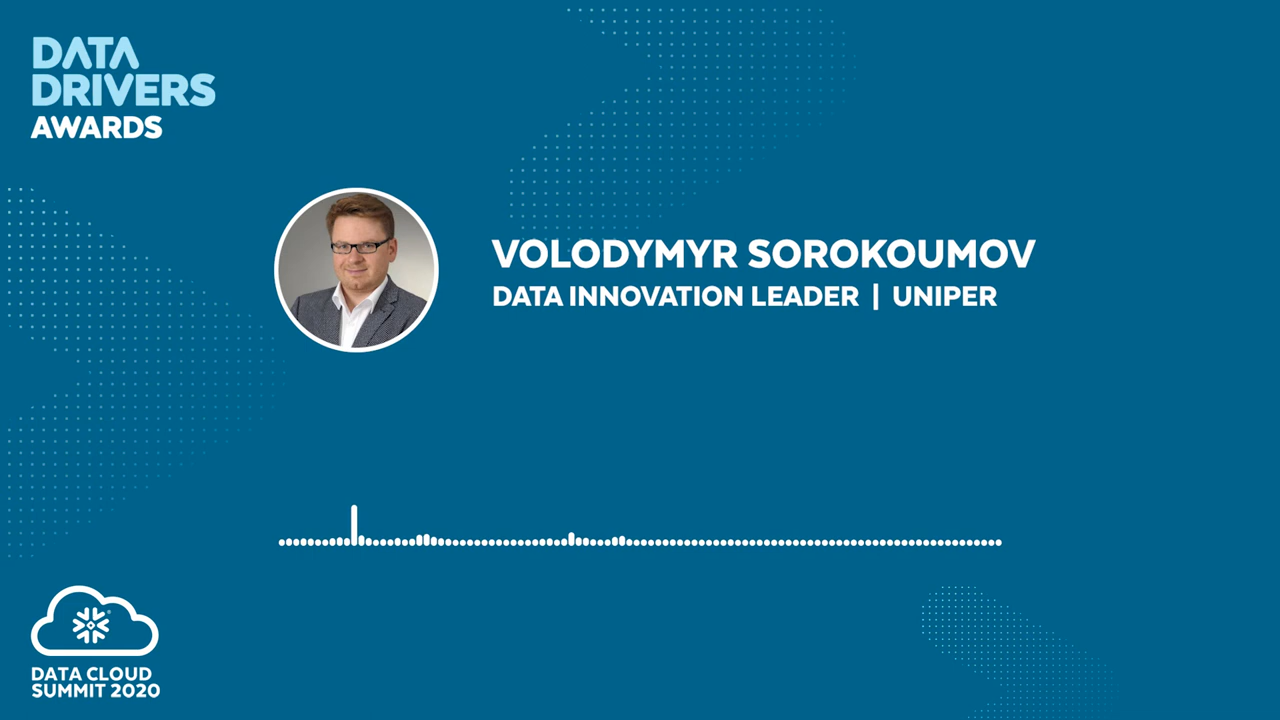 DATA
DRIVERS
AWARDS
VOLODYMYR SOROKOUMOV
DATA INNOVATION LEADER | UNIPER
DATA CLOUD
SUMMIT 2020